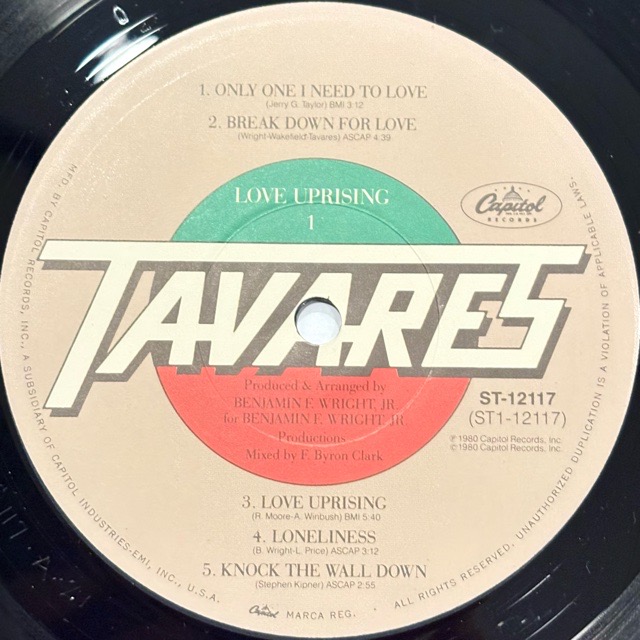 1. ONLY ONE I NEED TO LOVE
(Jerry G. Taylor) BMI 3:12
2. BREAK DOWN FOR LOVE
(Wright-Wakefield-Tavares) ASCAP 4:39
LOVE UPRISING
1
Capitol
RECORDS
TAVARES
Produced & Arranged by
BENJAMIN F. WRIGHT, JR.
for BENJAMIN F. WRIGHT, JR.
Productions
Mixed by F. Byron Clark
ST-12117
(ST1-12117)
℗ 1980 Capitol Records, Inc.
© 1980 Capitol Records, Inc.
3. LOVE UPRISING
(R. Moore-A. Winbush) BMI 5:40
4. LONELINESS
(B. Wright-L. Price) ASCAP 3:12
5. KNOCK THE WALL DOWN
(Stephen Kipner) ASCAP 2:55
MFD. BY CAPITOL RECORDS, INC., A SUBSIDIARY OF CAPITOL INDUSTRIES-EMI, INC., U.S.A.
Capitol MARCA REG.
ALL RIGHTS RESERVED. UNAUTHORIZED DUPLICATION IS A VIOLATION OF APPLICABLE LAWS.